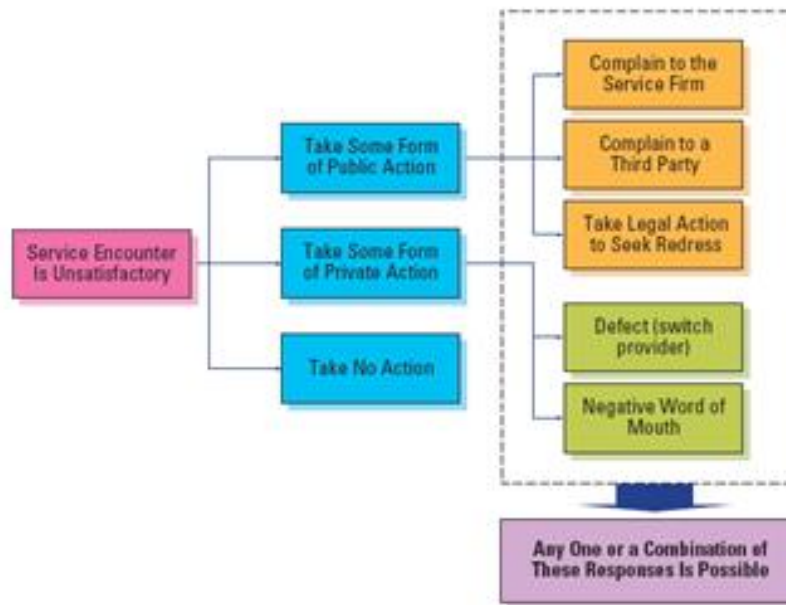 Complain to the
Service Firm
Take Some Form
of Public Action
Complain to a
Third Party
Service Encounter
Is Unsatisfactory
Take Some Form
of Private Action
Take Legal Action
to Seek Redress
Defect (switch
provider)
Take No Action
Negative Word of
Mouth
Any One or a Combination of
These Responses Is Possible